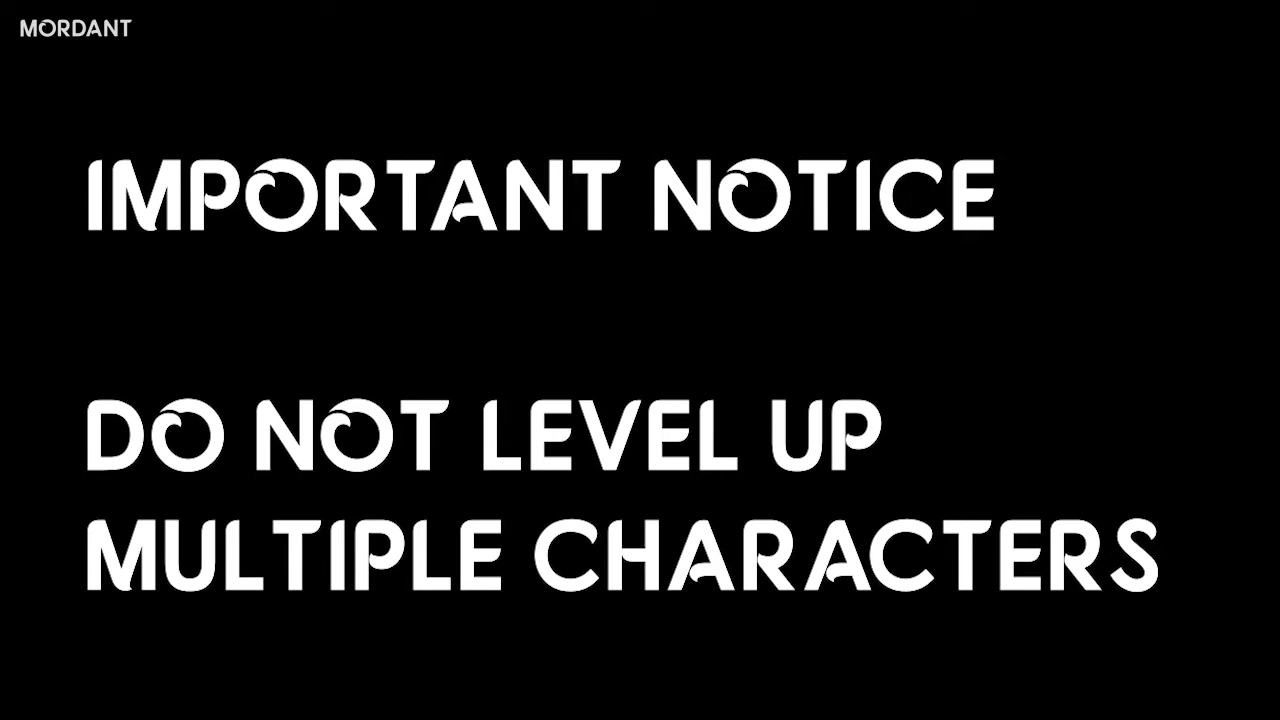 MORDANT
IMPORTANT NOTICE
DO NOT LEVEL UP
MULTIPLE CHARACTERS